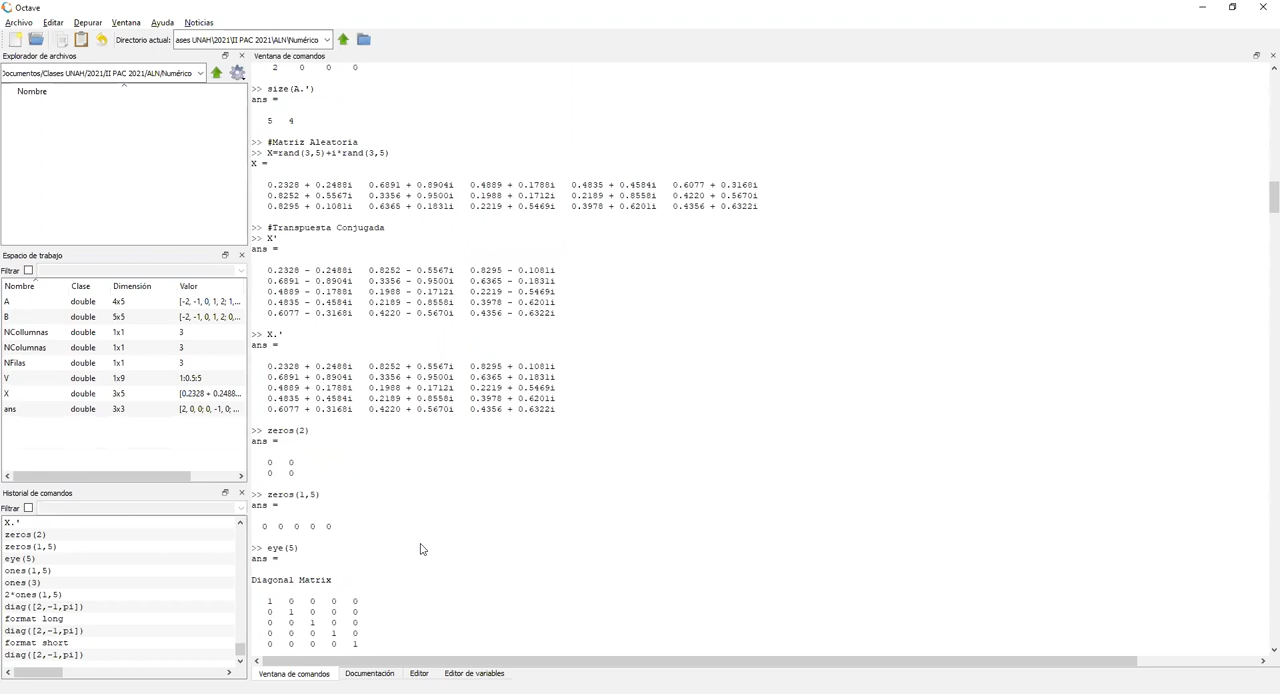 Octave
Archivo Editar Depurar Ventana Ayuda Noticias
Directorio actual: ases UNAH\2021\II PAC 2021\ALN\Numérico
Explorador de archivos
Documentos/Clases UNAH/2021/II PAC 2021/ALN/Numérico
Nombre
Espacio de trabajo
Filtrar
Nombre Clase Dimensión Valor
A double 4x5 [-2, -1, 0, 1, 2; 1,...
B double 5x5 [-2, -1, 0, 1, 2; 0,...
NCollumnas double 1x1 3
NColumnas double 1x1 3
NFilas double 1x1 3
V double 1x9 1:0.5:5
X double 3x5 [0.2328 + 0.2488...
ans double 3x3 [2, 0, 0; 0, -1, 0; ...
Historial de comandos
Filtrar
X.'
zeros(2)
zeros(1,5)
eye(5)
ones(1,5)
ones(3)
2*ones(1,5)
diag([2,-1,pi])
format long
diag([2,-1,pi])
format short
diag([2,-1,pi])
Ventana de comandos
2 0 0 0
>> size(A.')
ans =
5 4
>> #Matriz Aleatoria
>> X=rand(3,5)+i*rand(3,5)
X =
0.2328 + 0.2488i 0.6891 + 0.8904i 0.4889 + 0.1788i 0.4835 + 0.4584i 0.6077 + 0.3168i
0.8252 + 0.5567i 0.3356 + 0.9500i 0.1988 + 0.1712i 0.2189 + 0.8558i 0.4220 + 0.5670i
0.8295 + 0.1081i 0.6365 + 0.1831i 0.2219 + 0.5469i 0.3978 + 0.6201i 0.4356 + 0.6322i
>> #Transpuesta Conjugada
>> X'
ans =
0.2328 - 0.2488i 0.8252 - 0.5567i 0.8295 - 0.1081i
0.6891 - 0.8904i 0.3356 - 0.9500i 0.6365 - 0.1831i
0.4889 - 0.1788i 0.1988 - 0.1712i 0.2219 - 0.5469i
0.4835 - 0.4584i 0.2189 - 0.8558i 0.3978 - 0.6201i
0.6077 - 0.3168i 0.4220 - 0.5670i 0.4356 - 0.6322i
>> X.'
ans =
0.2328 + 0.2488i 0.8252 + 0.5567i 0.8295 + 0.1081i
0.6891 + 0.8904i 0.3356 + 0.9500i 0.6365 + 0.1831i
0.4889 + 0.1788i 0.1988 + 0.1712i 0.2219 + 0.5469i
0.4835 + 0.4584i 0.2189 + 0.8558i 0.3978 + 0.6201i
0.6077 + 0.3168i 0.4220 + 0.5670i 0.4356 + 0.6322i
>> zeros(2)
ans =
0 0
0 0
>> zeros(1,5)
ans =
0 0 0 0 0
>> eye(5)
ans =
Diagonal Matrix
1 0 0 0 0
0 1 0 0 0
0 0 1 0 0
0 0 0 1 0
0 0 0 0 1
Ventana de comandos Documentación Editor Editor de variables